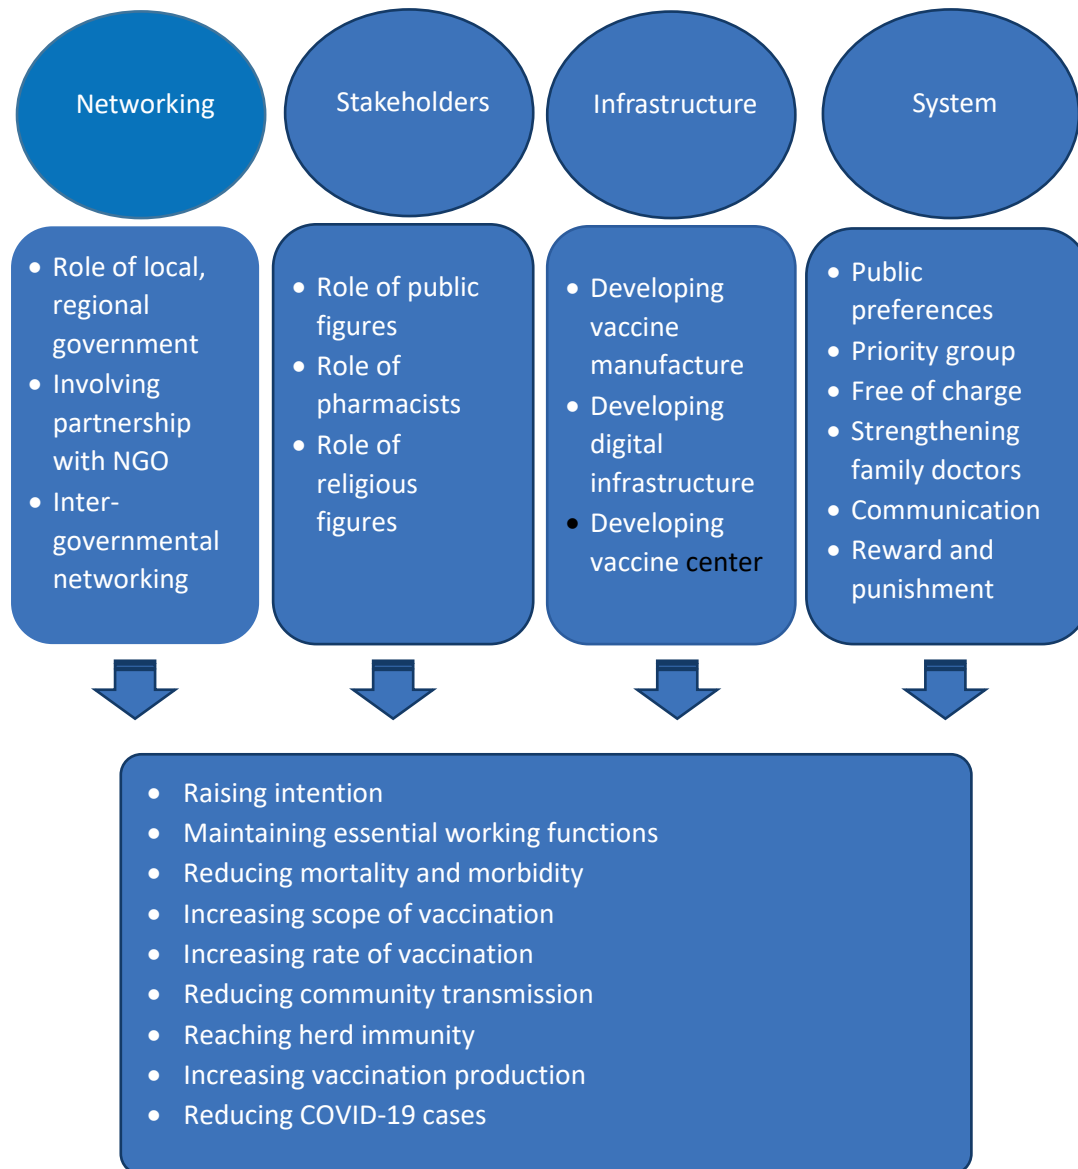 Networking
Stakeholders
Infrastructure
System
• Role of local,
regional
government
• Involving
partnership
with NGO
• Inter-
governmental
networking
• Role of public
figures
• Role of
pharmacists
• Role of
religious
figures
• Developing
vaccine
manufacture
• Developing
digital
infrastructure
• Developing
vaccine center
• Public
preferences
• Priority group
• Free of charge
• Strengthening
family doctors
• Communication
• Reward and
punishment
• Raising intention
• Maintaining essential working functions
• Reducing mortality and morbidity
• Increasing scope of vaccination
• Increasing rate of vaccination
• Reducing community transmission
• Reaching herd immunity
• Increasing vaccination production
• Reducing COVID-19 cases